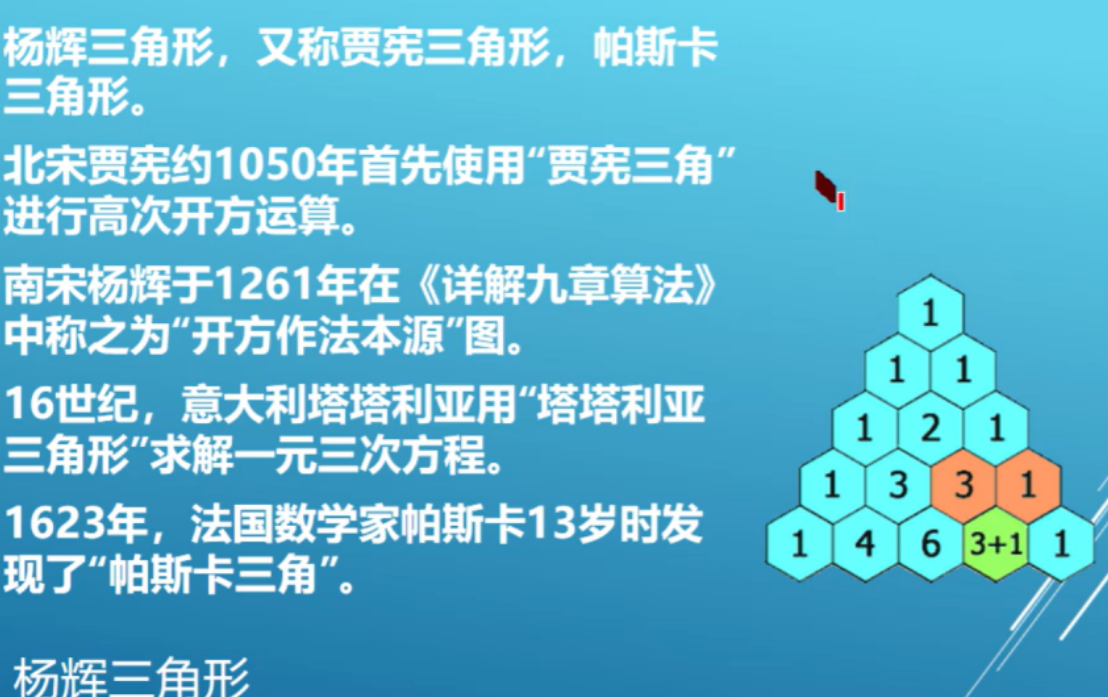 杨辉三角形，又称贾宪三角形，帕斯卡
三角形。
北宋贾宪约1050年首先使用“贾宪三角”
进行高次开方运算。
南宋杨辉于1261年在《详解九章算法》
中称之为“开方作法本源”图。
16世纪，意大利塔塔利亚用“塔塔利亚
三角形”求解一元三次方程。
1623年，法国数学家帕斯卡13岁时发
现了“帕斯卡三角”。
1
1 1
1 2 1
1 3 3 1
1 4 6 3+1 1
杨辉三角形